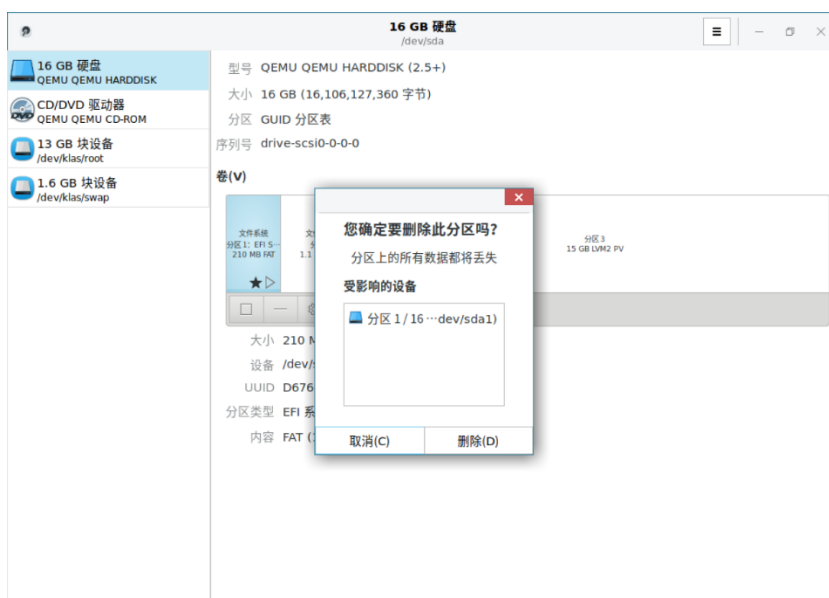 16 GB 硬盘
/dev/sda
16 GB 硬盘
QEMU QEMU HARDDISK
CD/DVD 驱动器
QEMU QEMU CD-ROM
13 GB 块设备
/dev/klas/root
1.6 GB 块设备
/dev/klas/swap
型号 QEMU QEMU HARDDISK (2.5+)
大小 16 GB (16,106,127,360 字节)
分区 GUID 分区表
序列号 drive-scsi0-0-0-0
卷(V)
文件系统
分区 1: EFI S…
210 MB FAT
文
分
1.1
分区 3
15 GB LVM2 PV
大小 210 M
设备 /dev/s
UUID D676
分区类型 EFI 系
内容 FAT (
您确定要删除此分区吗?
分区上的所有数据都将丢失
受影响的设备
分区 1 / 16 …dev/sda1)
取消(C)
删除(D)